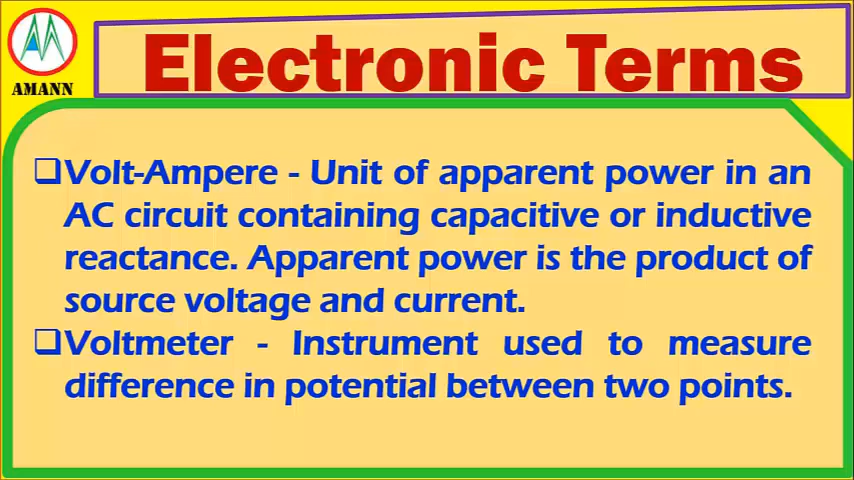 AMANN
Electronic Terms
❑Volt-Ampere - Unit of apparent power in an
AC circuit containing capacitive or inductive
reactance. Apparent power is the product of
source voltage and current.
❑Voltmeter - Instrument used to measure
difference in potential between two points.